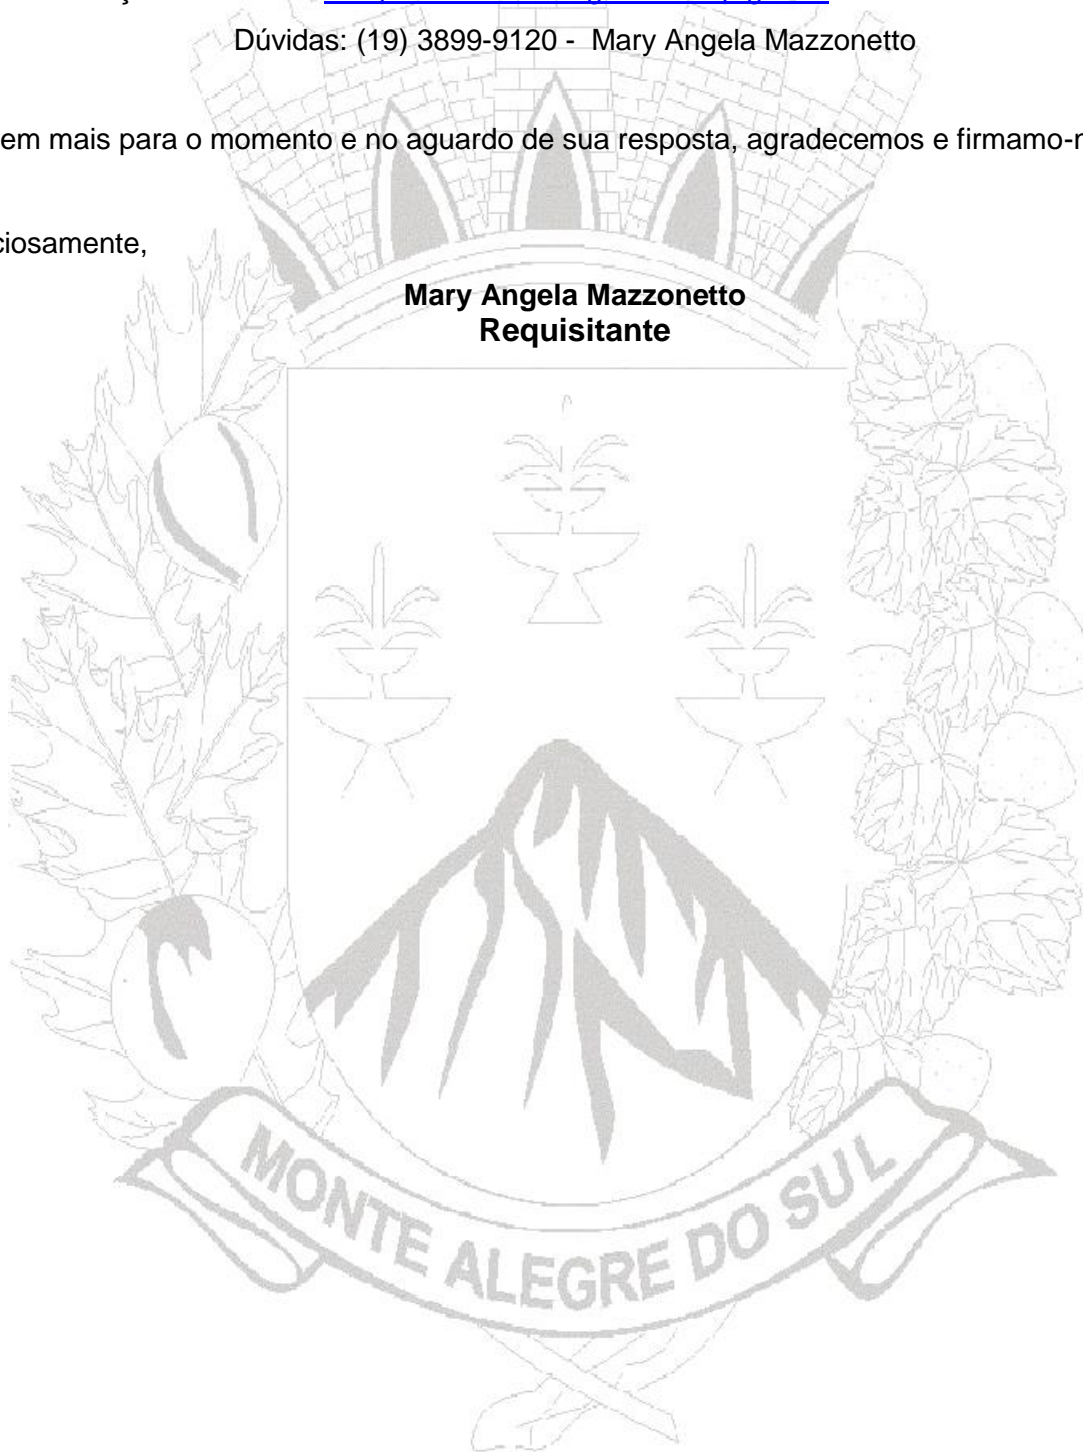 Dúvidas: (19) 3899-9120 - Mary Angela Mazzonetto
em mais para o momento e no aguardo de sua resposta, agradecemos e firmamo-
ciosamente,
Mary Angela Mazzonetto
Requisitante
MONTE ALEGRE DO SUL